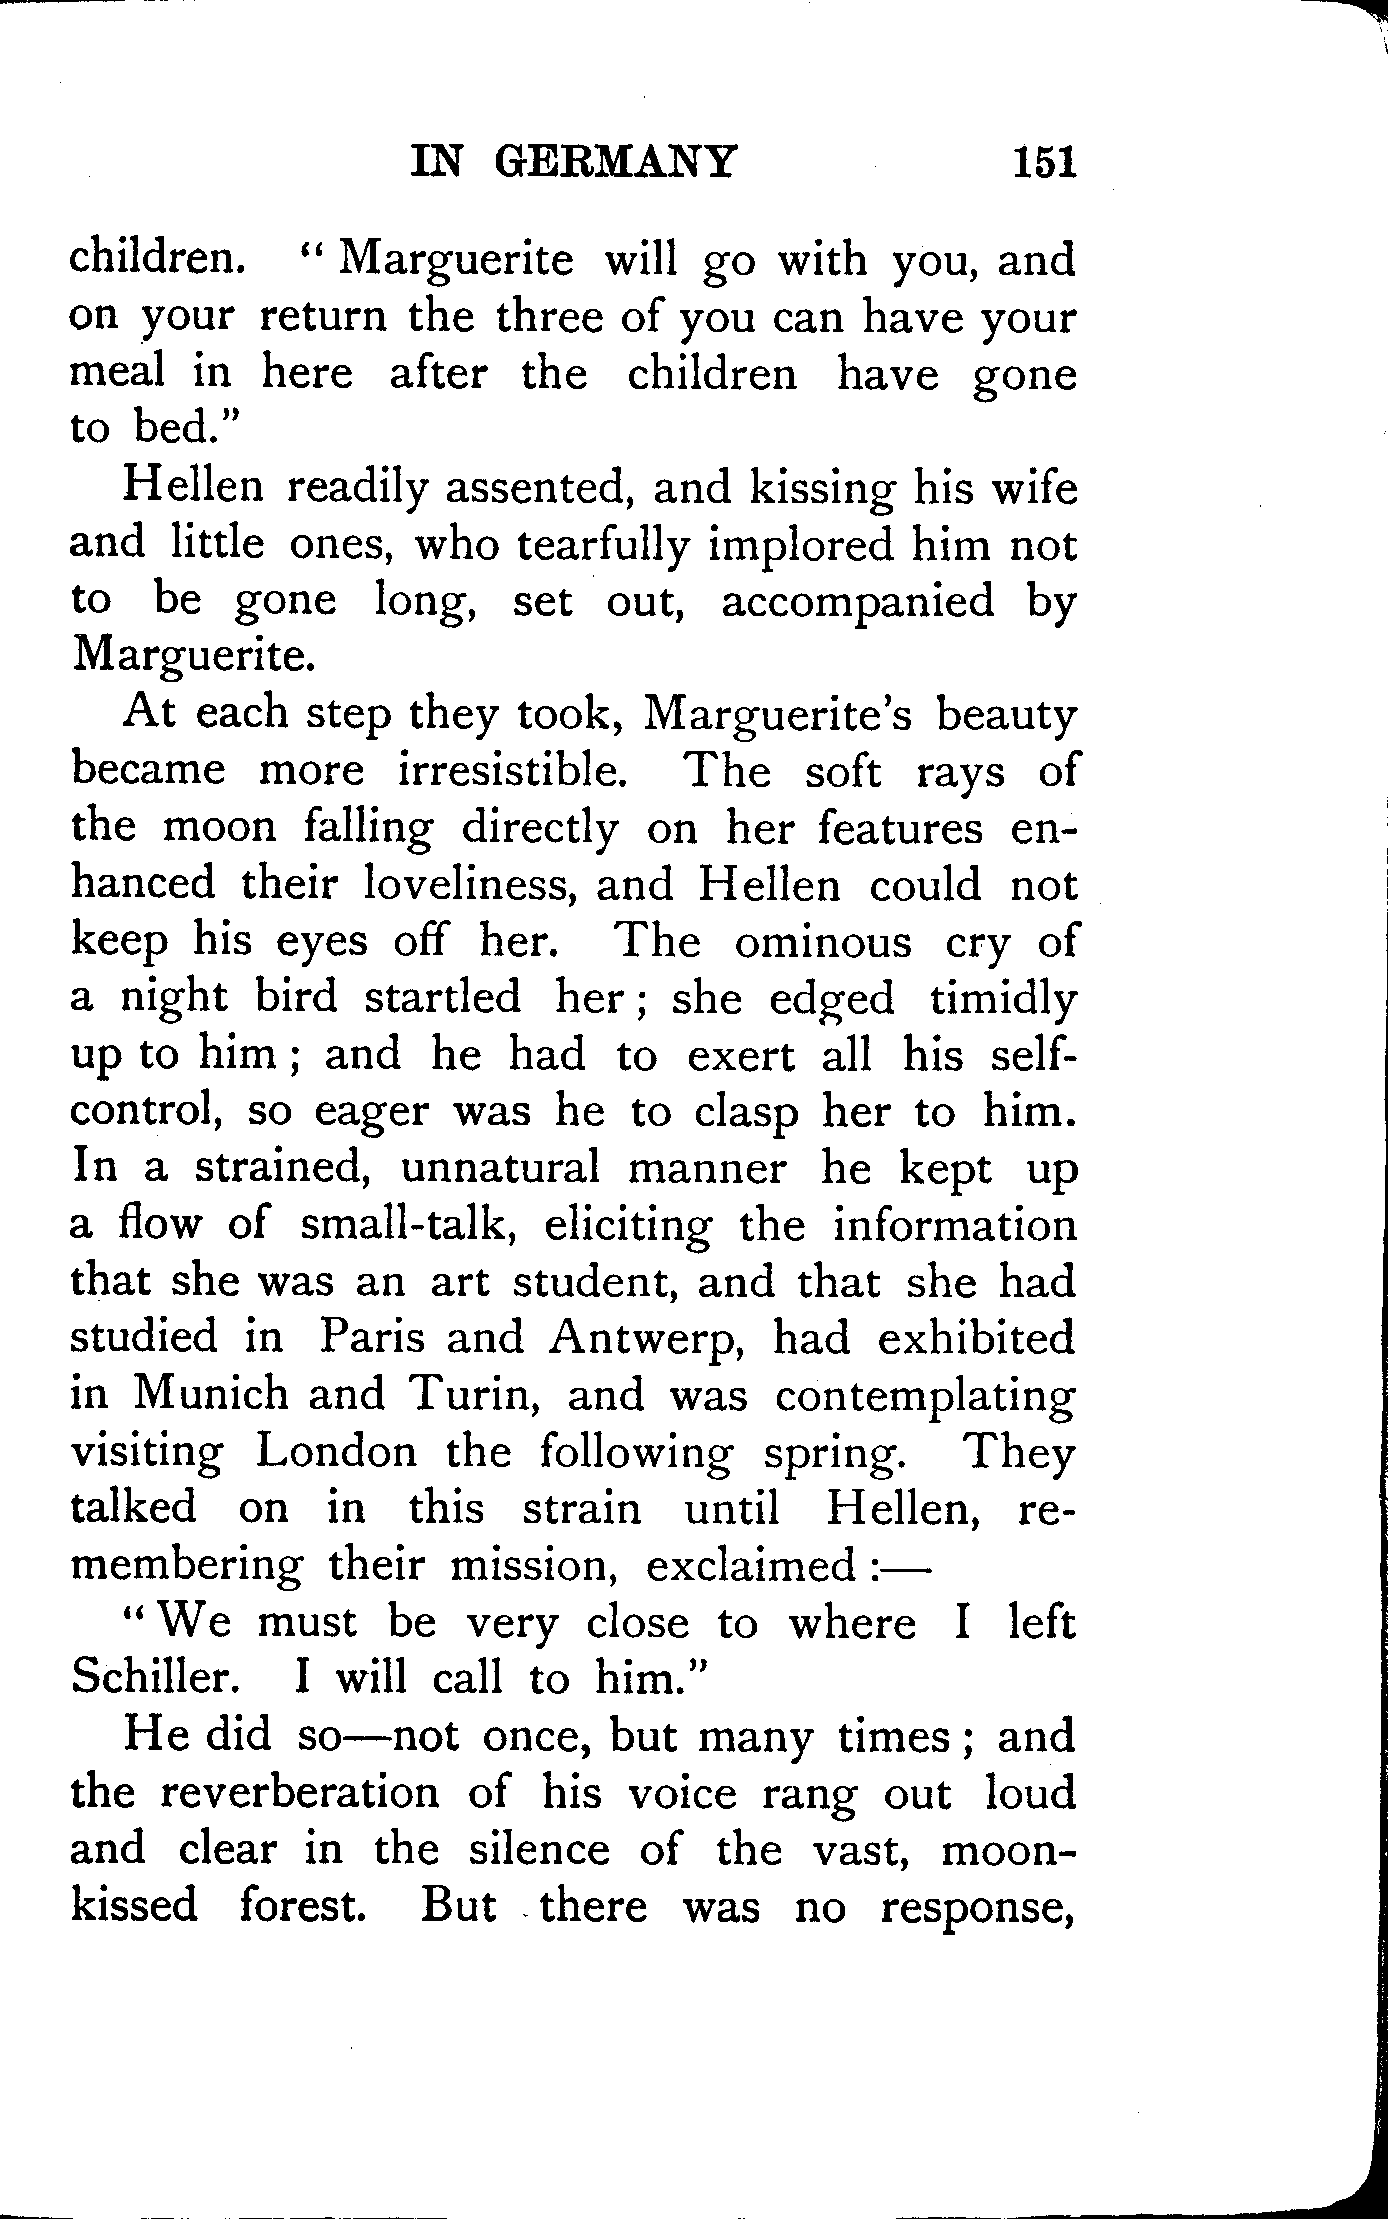 IN GERMANY 151
children. "Marguerite will go with you, and
on your return the three of you can have your
meal in here after the children have gone
to bed."
Hellen readily assented, and kissing his wife
and little ones, who tearfully implored him not
to be gone long, set out, accompanied by
Marguerite.
At each step they took, Marguerite's beauty
became more irresistible. The soft rays of
the moon falling directly on her features en-
hanced their loveliness, and Hellen could not
keep his eyes off her. The ominous cry of
a night bird startled her; she edged timidly
up to him; and he had to exert all his self-
control, so eager was he to clasp her to him.
In a strained, unnatural manner he kept up
a flow of small-talk, eliciting the information
that she was an art student, and that she had
studied in Paris and Antwerp, had exhibited
in Munich and Turin, and was contemplating
visiting London the following spring. They
talked on in this strain until Hellen, re-
membering their mission, exclaimed:—
"We must be very close to where I left
Schiller. I will call to him."
He did so—not once, but many times; and
the reverberation of his voice rang out loud
and clear in the silence of the vast, moon-
kissed forest. But there was no response,